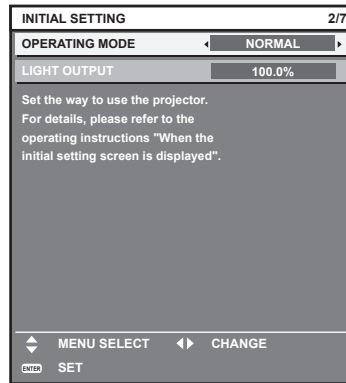 INITIAL SETTING 2/7
OPERATING MODE NORMAL
LIGHT OUTPUT 100.0%
Set the way to use the projector.
For details, please refer to the
operating instructions "When the
initial setting screen is displayed".
MENU SELECT CHANGE
ENTER SET